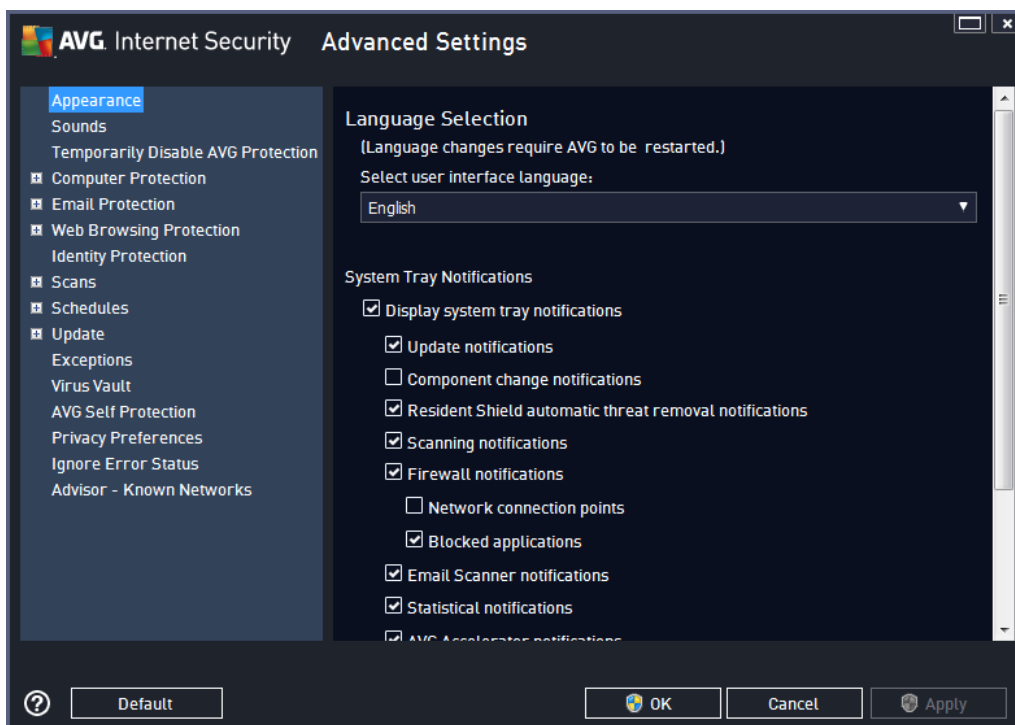 AVG. Internet Security Advanced Settings
Appearance
Sounds
Temporarily Disable AVG Protection
Computer Protection
Email Protection
Web Browsing Protection
Identity Protection
Scans
Schedules
Update
Exceptions
Virus Vault
AVG Self Protection
Privacy Preferences
Ignore Error Status
Advisor - Known Networks
Language Selection
(Language changes require AVG to be restarted.)
Select user interface language:
English
System Tray Notifications
Display system tray notifications
Update notifications
Component change notifications
Resident Shield automatic threat removal notifications
Scanning notifications
Firewall notifications
Network connection points
Blocked applications
Email Scanner notifications
Statistical notifications
AVG Accelerator notifications
Default
OK
Cancel
Apply